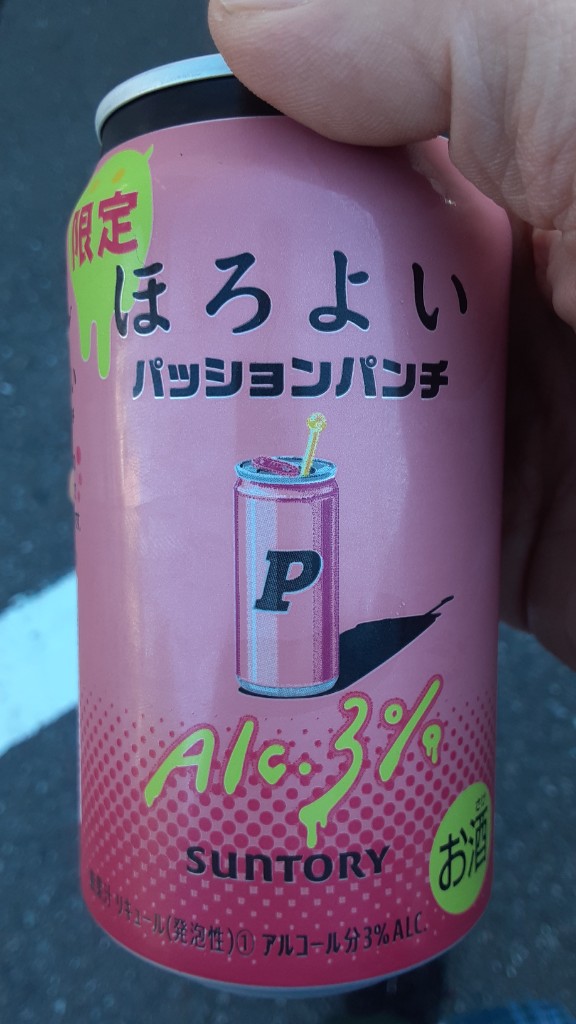 限定
ほろよい
パッションパンチ
P
Alc.3%
SUNTORY
お酒
リキュール(発泡性)① アルコール分3%ALC.